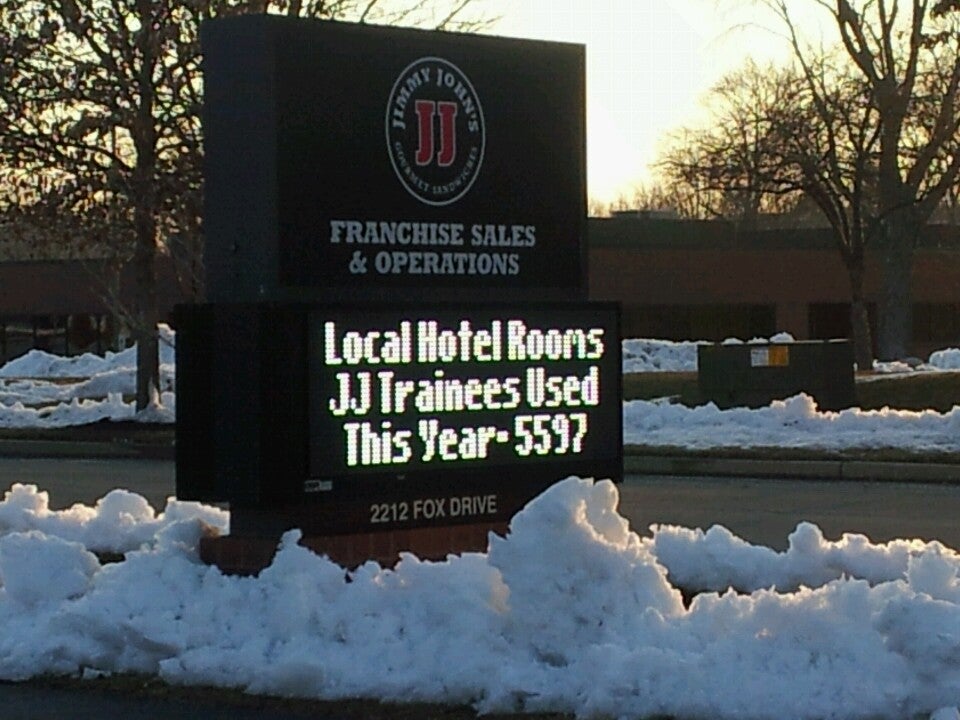 JIMMY JOHN'S
JJ
GOURMET SANDWICHES
FRANCHISE SALES
& OPERATIONS
Local Hotel Rooms
JJ Trainees Used
This Year- 5597
2212 FOX DRIVE